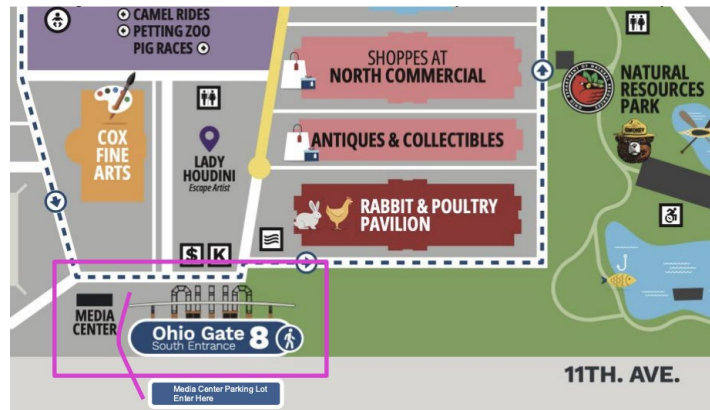 CAMEL RIDES
PETTING ZOO
PIG RACES
SHOPPES AT
NORTH COMMERCIAL
NATURAL
RESOURCES
PARK
SMOKEY
COX
FINE
ARTS
LADY
HOUDINI
Escape Artist
ANTIQUES & COLLECTIBLES
RABBIT & POULTRY
PAVILION
$ K
MEDIA
CENTER
Ohio Gate 8
South Entrance
11TH. AVE.
Media Center Parking Lot
Enter Here